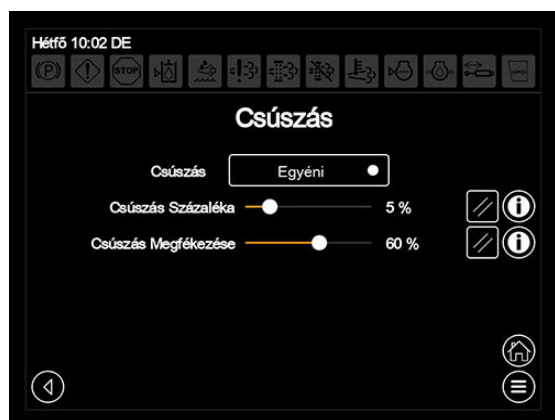 Hétfő 10:02 DE
(P) STOP
Csúszás
Csúszás Egyéni
Csúszás Százaléka 5 %
Csúszás Megfékezése 60 %